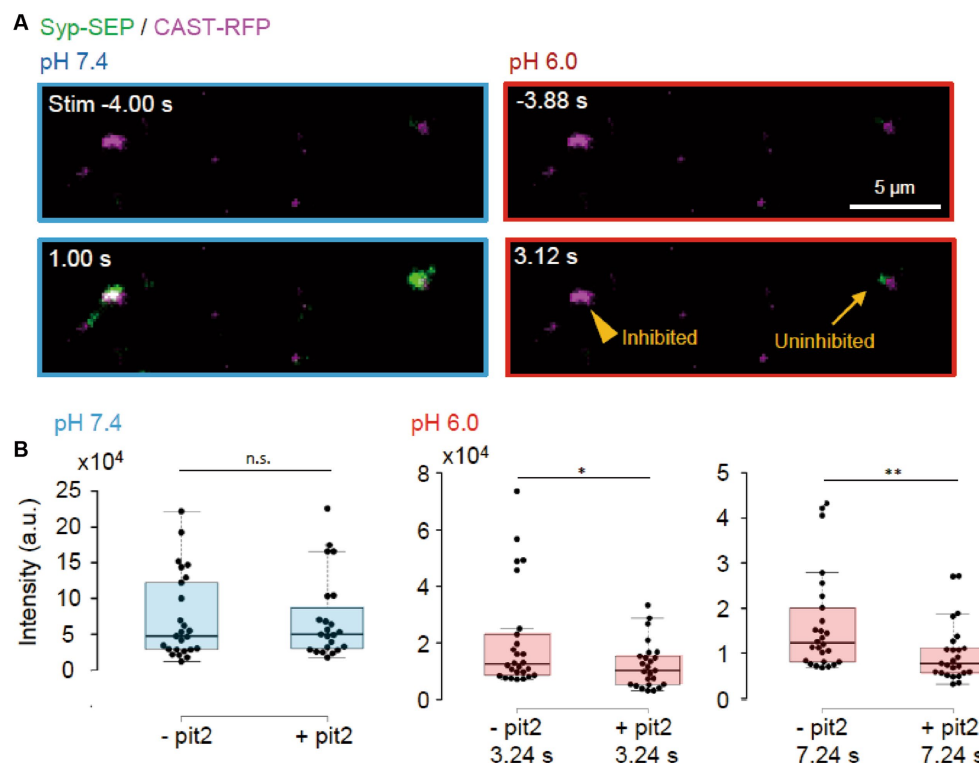 A
Syp-SEP / CAST-RFP
pH 7.4
pH 6.0
Stim -4.00 s
-3.88 s
5 µm
1.00 s
3.12 s
Inhibited
Uninhibited
pH 7.4
pH 6.0
B
x10⁴
n.s.
Intensity (a.u.)
25
20
15
10
5
0
- pit2
+ pit2
x10⁴
*
8
6
4
2
0
- pit2
+ pit2
3.24 s
3.24 s
**
5
4
3
2
1
0
- pit2
+ pit2
7.24 s
7.24 s